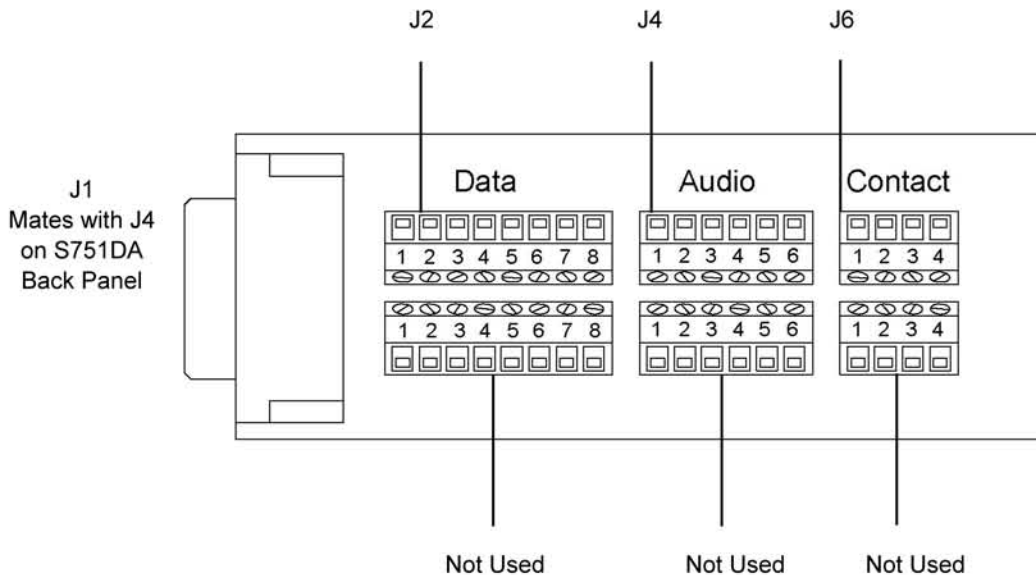 J2 J4 J6
J1
Mates with J4
on S751DA
Back Panel
Data Audio Contact
1 2 3 4 5 6 7 8 1 2 3 4 5 6 1 2 3 4
1 2 3 4 5 6 7 8 1 2 3 4 5 6 1 2 3 4
Not Used Not Used Not Used